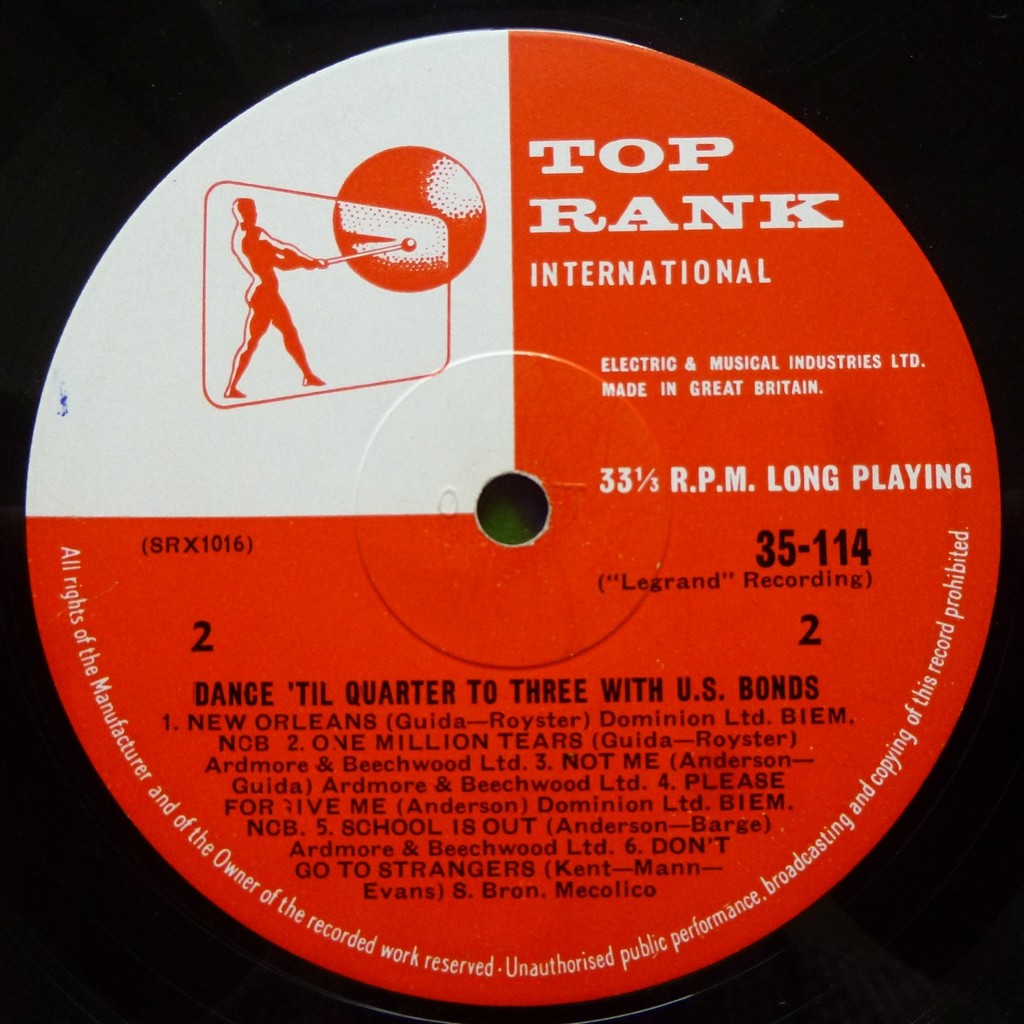 TOP
RANK
INTERNATIONAL
ELECTRIC & MUSICAL INDUSTRIES LTD.
MADE IN GREAT BRITAIN.
33⅓ R.P.M. LONG PLAYING
(SRX1016)
35-114
("Legrand" Recording)
2
2
DANCE 'TIL QUARTER TO THREE WITH U.S. BONDS
1. NEW ORLEANS (Guida—Royster) Dominion Ltd. BIEM.
NCB 2. ONE MILLION TEARS (Guida—Royster)
Ardmore & Beechwood Ltd. 3. NOT ME (Anderson—
Guida) Ardmore & Beechwood Ltd. 4. PLEASE
FORGIVE ME (Anderson) Dominion Ltd. BIEM.
NCB. 5. SCHOOL IS OUT (Anderson—Barge)
Ardmore & Beechwood Ltd. 6. DON'T
GO TO STRANGERS (Kent—Mann—
Evans) S. Bron. Mecolico
All rights of the Manufacturer and of the Owner of the recorded work reserved · Unauthorised public performance, broadcasting and copying of this record prohibited.